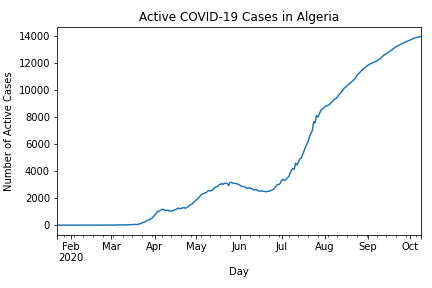 Active COVID-19 Cases in Algeria
Number of Active Cases
14000
12000
10000
8000
6000
4000
2000
0
Feb Mar Apr May Jun Jul Aug Sep Oct
2020
Day